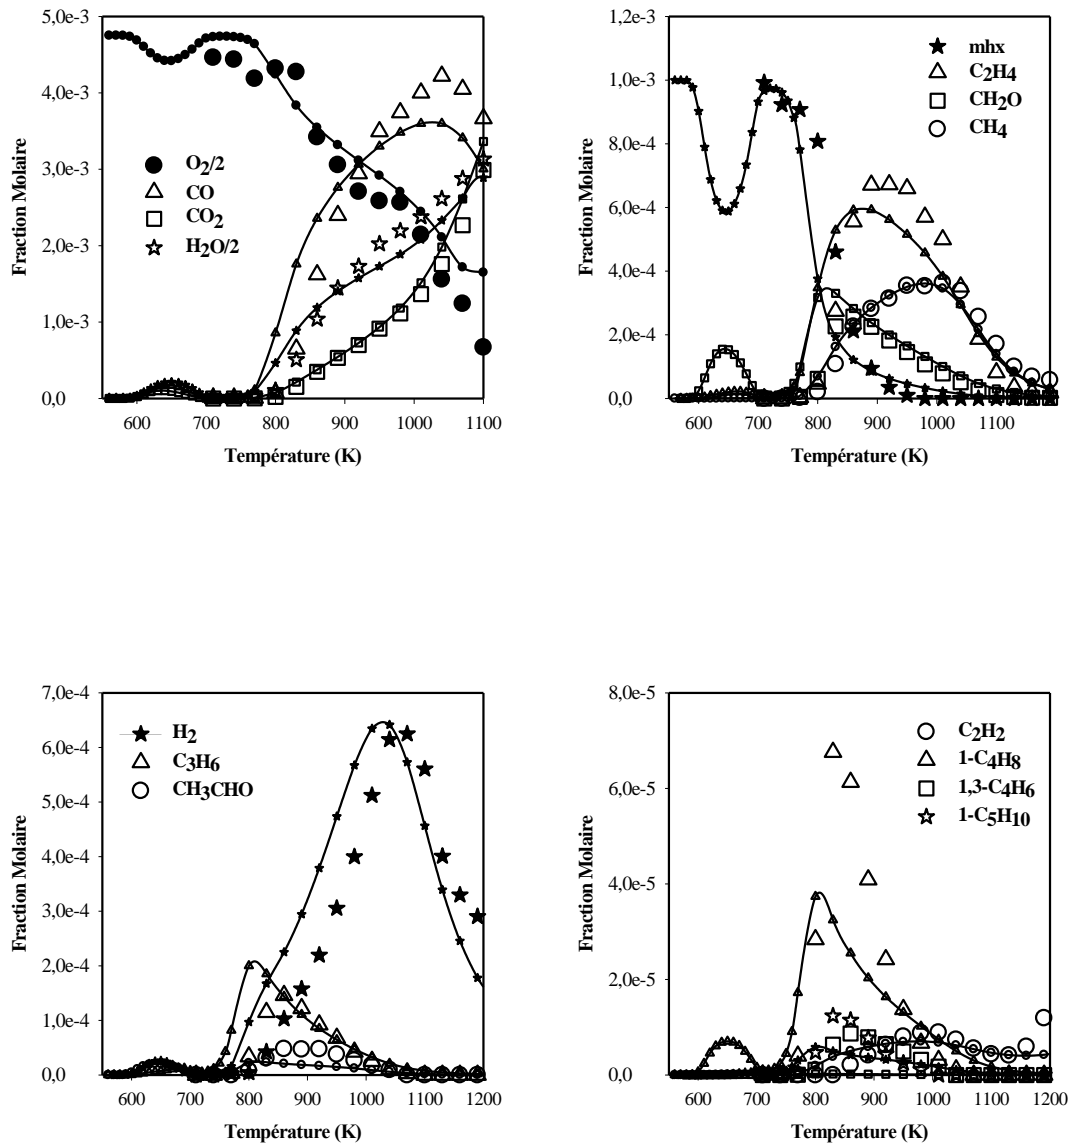 5,0e-3
4,0e-3
3,0e-3
2,0e-3
1,0e-3
0,0
Fraction Molaire
O2/2
CO
CO2
H2O/2
600 700 800 900 1000 1100
Température (K)
1,2e-3
1,0e-3
8,0e-4
6,0e-4
4,0e-4
2,0e-4
0,0
Fraction Molaire
mhx
C2H4
CH2O
CH4
600 700 800 900 1000 1100
Température (K)
7,0e-4
6,0e-4
5,0e-4
4,0e-4
3,0e-4
2,0e-4
1,0e-4
0,0
Fraction Molaire
H2
C3H6
CH3CHO
600 700 800 900 1000 1100 1200
Température (K)
8,0e-5
6,0e-5
4,0e-5
2,0e-5
0,0
Fraction Molaire
C2H2
1-C4H8
1,3-C4H6
1-C5H10
600 700 800 900 1000 1100 1200
Température (K)